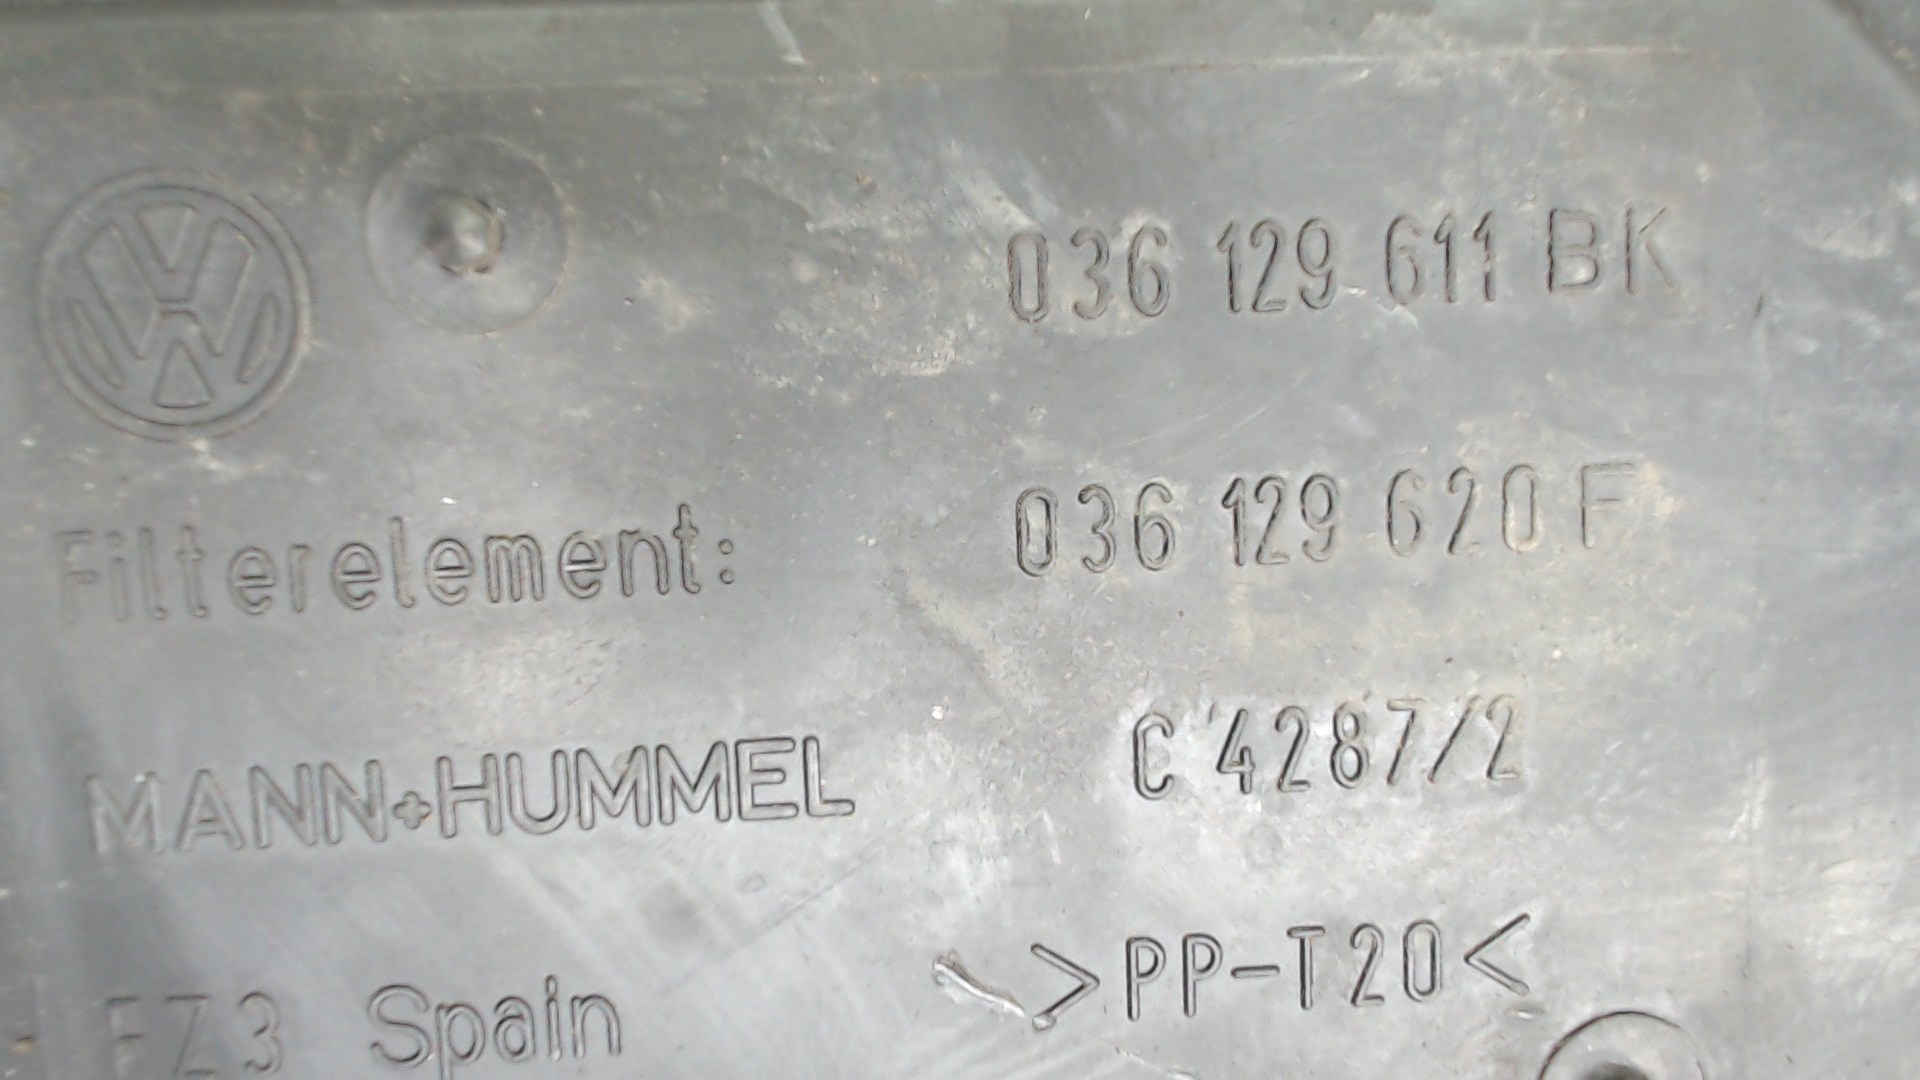 036 129 611 BK
Filterelement: 036 129 620 F
MANN+HUMMEL C 4287/2
FZ3 Spain >PP-T20<